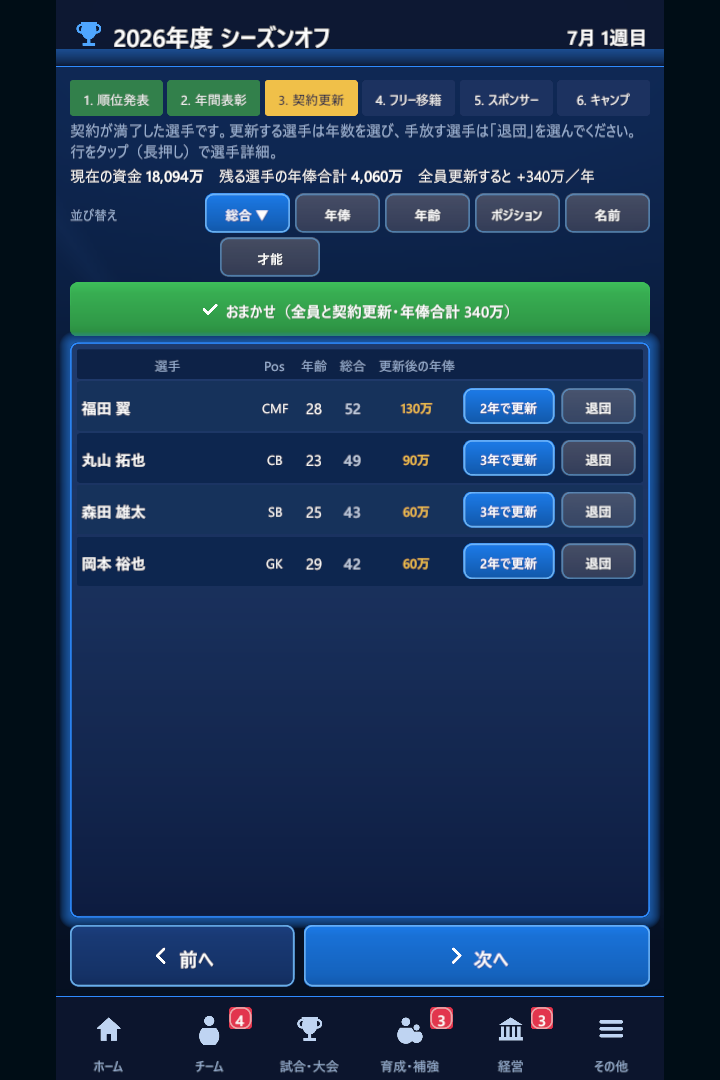 2026年度 シーズンオフ
7月 1週目
1. 順位発表 2. 年間表彰 3. 契約更新 4. フリー移籍 5. スポンサー 6. キャンプ
契約が満了した選手です。更新する選手は年数を選び、手放す選手は「退団」を選んでください。
行をタップ（長押し）で選手詳細。
現在の資金 18,094万 残る選手の年俸合計 4,060万 全員更新すると +340万／年
並び替え 総合 ▼ 年俸 年齢 ポジション 名前
才能
おまかせ（全員と契約更新・年俸合計 340万）
選手 Pos 年齢 総合 更新後の年俸
福田 翼 CMF 28 52 130万 2年で更新 退団
丸山 拓也 CB 23 49 90万 3年で更新 退団
森田 雄太 SB 25 43 60万 3年で更新 退団
岡本 裕也 GK 29 42 60万 2年で更新 退団
前へ 次へ
4 3 3
ホーム チーム 試合・大会 育成・補強 経営 その他